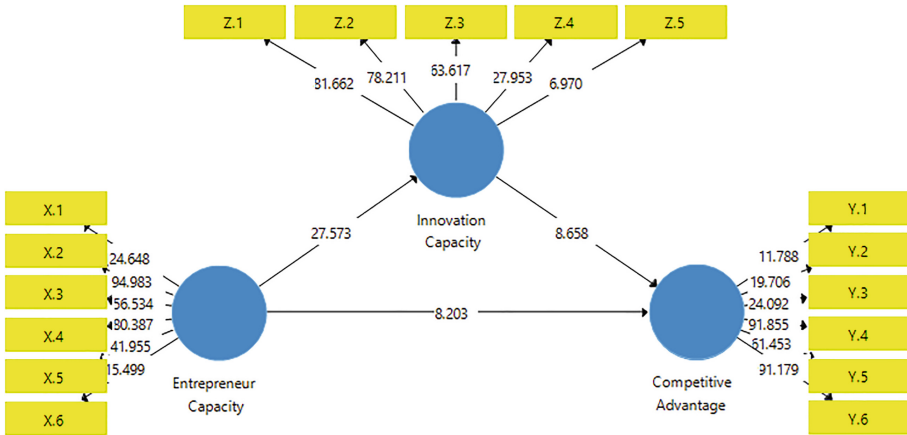 Z.1 Z.2 Z.3 Z.4 Z.5
81.662 78.211 63.617 27.953 6.970
Innovation
Capacity
X.1
X.2
X.3
X.4
X.5
X.6
24.648
94.983
56.534
80.387
41.955
15.499
27.573
8.658
8.203
Entrepreneur
Capacity
Competitive
Advantage
Y.1
Y.2
Y.3
Y.4
Y.5
Y.6
11.788
19.706
24.092
91.855
61.453
91.179